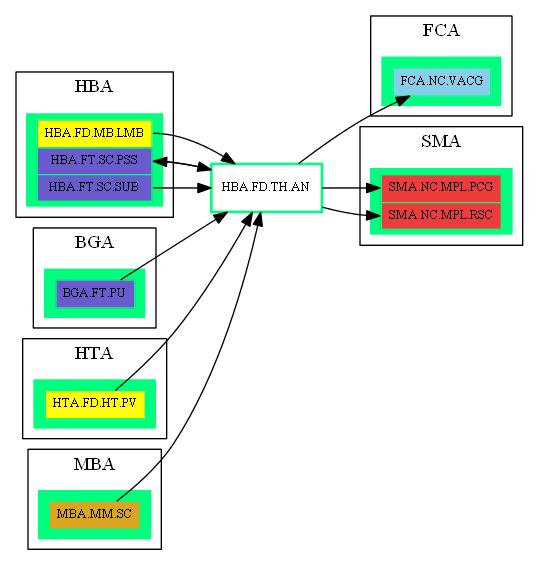 FCA
FCA.NC.VACG
HBA
HBA.FD.MB.LMB
HBA.FT.SC.PSS
HBA.FT.SC.SUB
HBA.FD.TH.AN
SMA
SMA.NC.MPL.PCG
SMA.NC.MPL.RSC
BGA
BGA.FT.PU
HTA
HTA.FD.HT.PV
MBA
MBA.MM.SC